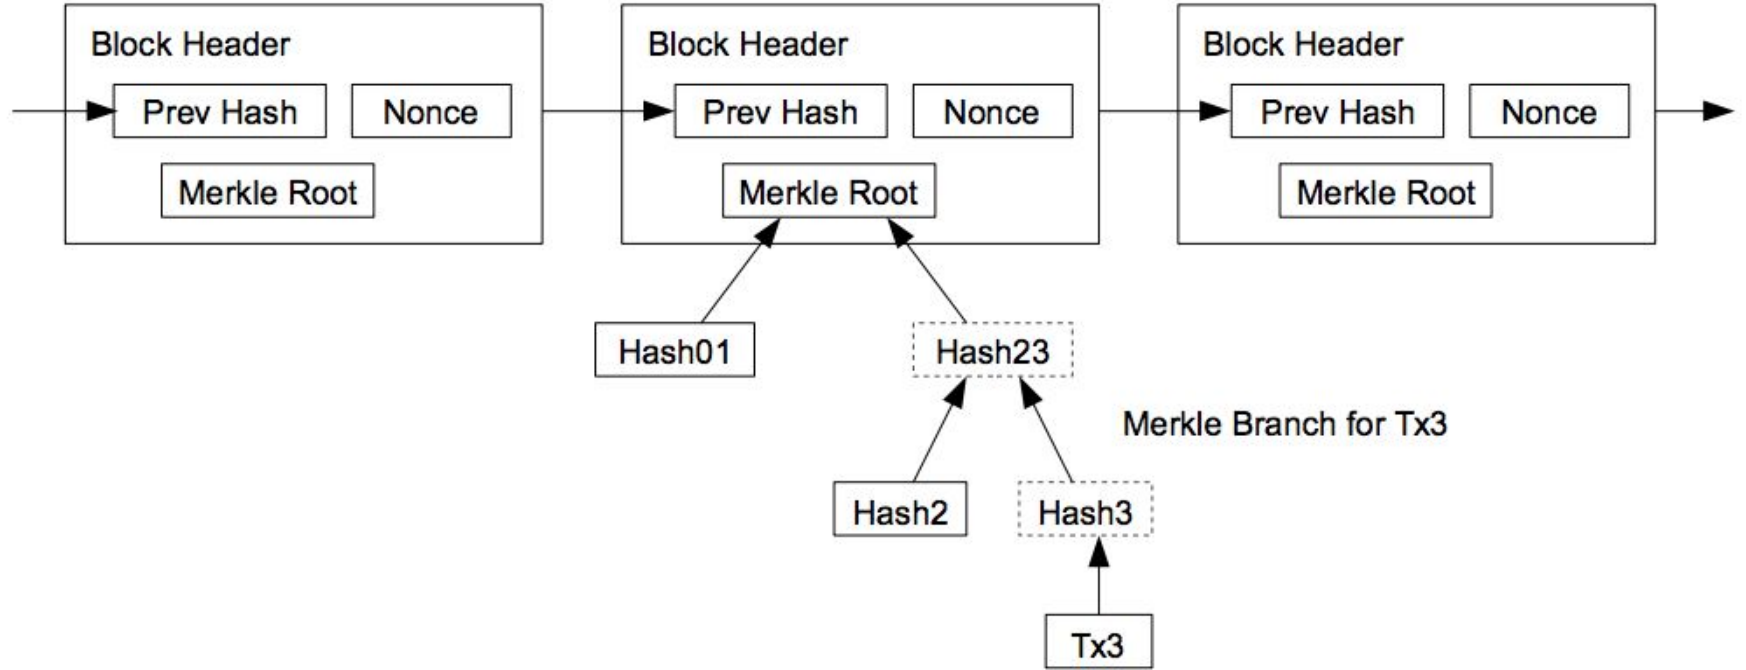 Block Header
Prev Hash
Nonce
Merkle Root
Block Header
Prev Hash
Nonce
Merkle Root
Block Header
Prev Hash
Nonce
Merkle Root
Hash01
Hash23
Merkle Branch for Tx3
Hash2
Hash3
Tx3